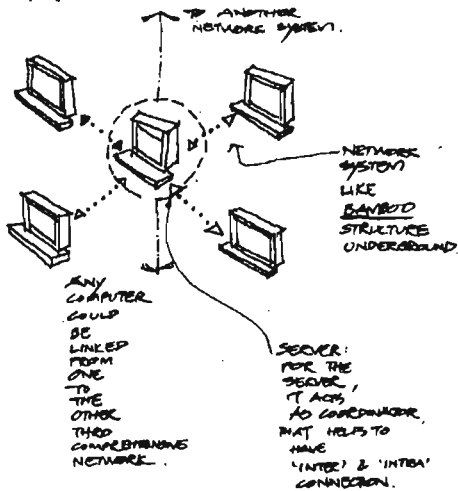 TO ANOTHER
NETWORK SYSTEM.
NETWORK
SYSTEM
LIKE
BAMBOO
STRUCTURE
UNDERGROUND.
ANY
COMPUTER
COULD
BE
LINKED
FROM
ONE
TO
THE
OTHER
THRO
COMPREHENSIVE
NETWORK.
SERVER:
FOR THE
SERVER,
IT ACTS
AS COORDINATOR,
THAT HELPS TO
HAVE
'INTER' & 'INTRA'
CONNECTION.